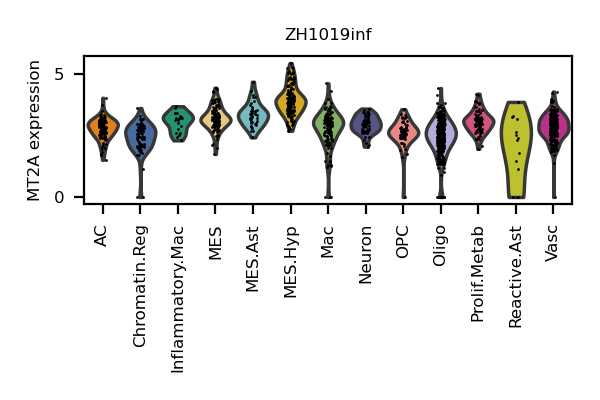 ZH1019inf
MT2A expression
5
0
AC
Chromatin.Reg
Inflammatory.Mac
MES
MES.Ast
MES.Hyp
Mac
Neuron
OPC
Oligo
Prolif.Metab
Reactive.Ast
Vasc